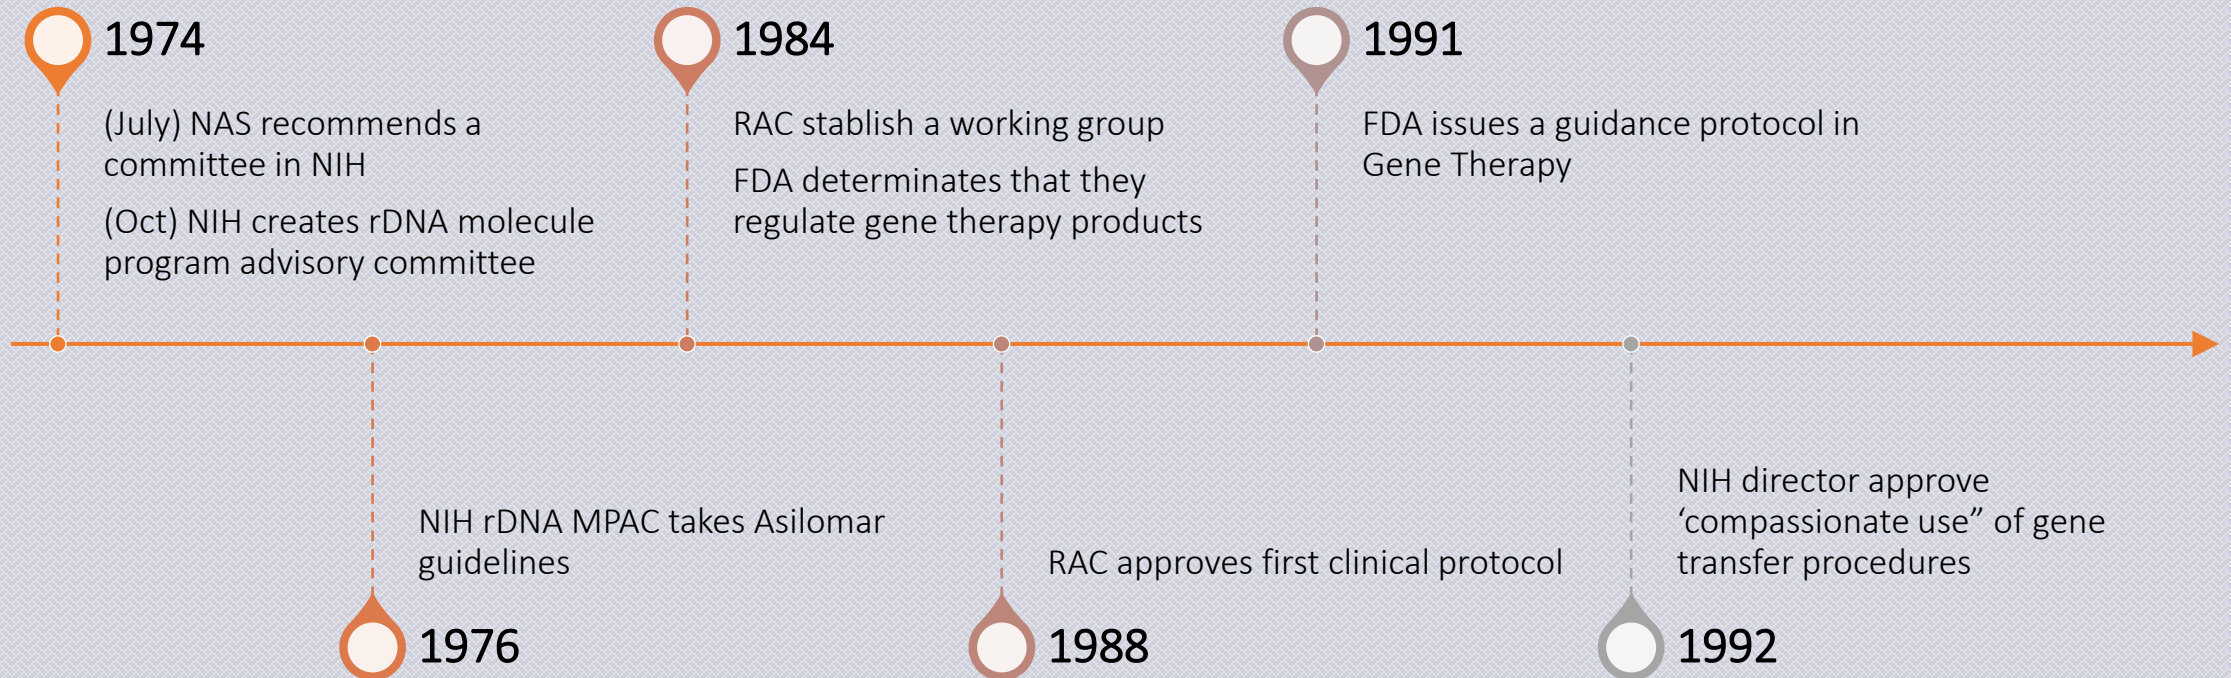 1974
(July) NAS recommends a
committee in NIH
(Oct) NIH creates rDNA molecule
program advisory committee
1984
RAC stablish a working group
FDA determinates that they
regulate gene therapy products
1991
FDA issues a guidance protocol in
Gene Therapy
NIH rDNA MPAC takes Asilomar
guidelines
1976
RAC approves first clinical protocol
1988
NIH director approve
‘compassionate use” of gene
transfer procedures
1992